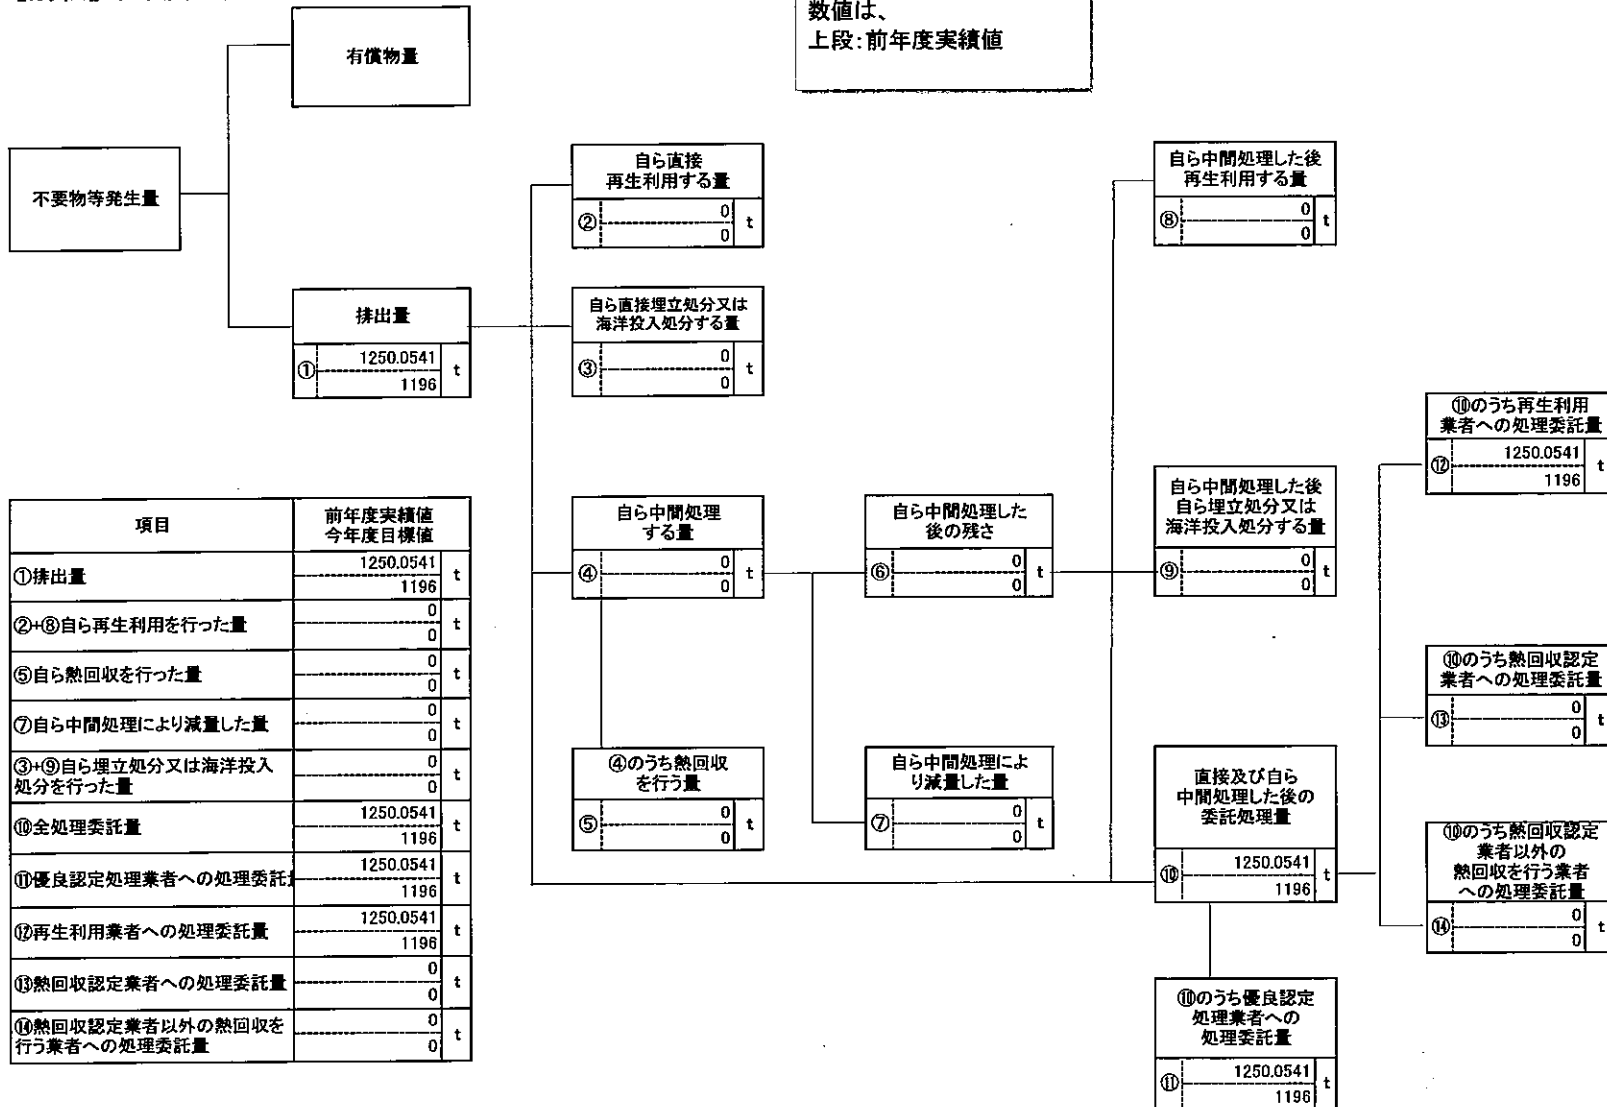 数値は、
上段:前年度実績値
有償物量
不要物等発生量
排出量
① 1250.0541 t
1196
自ら直接
再生利用する量
② 0 t
0
自ら直接埋立処分又は
海洋投入処分する量
③ 0 t
0
自ら中間処理した後
再生利用する量
⑧ 0 t
0
自ら中間処理
する量
④ 0 t
0
自ら中間処理した
後の残さ
⑥ 0 t
0
自ら中間処理した後
自ら埋立処分又は
海洋投入処分する量
⑨ 0 t
0
④のうち熱回収
を行う量
⑤ 0 t
0
自ら中間処理によ
り減量した量
⑦ 0 t
0
直接及び自ら
中間処理した後の
委託処理量
⑩ 1250.0541 t
1196
⑩のうち優良認定
処理業者への
処理委託量
⑪ 1250.0541 t
1196
⑩のうち再生利用
業者への処理委託量
⑫ 1250.0541 t
1196
⑩のうち熱回収認定
業者への処理委託量
⑬ 0 t
0
⑩のうち熱回収認定
業者以外の
熱回収を行う業者
への処理委託量
⑭ 0 t
0
項目 前年度実績値
今年度目標値
①排出量 1250.0541 t
1196
②+⑧自ら再生利用を行った量 0 t
0
⑤自ら熱回収を行った量 0 t
0
⑦自ら中間処理により減量した量 0 t
0
③+⑨自ら埋立処分又は海洋投入
処分を行った量 0 t
0
⑩全処理委託量 1250.0541 t
1196
⑪優良認定処理業者への処理委託 1250.0541 t
1196
⑫再生利用業者への処理委託量 1250.0541 t
1196
⑬熱回収認定業者への処理委託量 0 t
0
⑭熱回収認定業者以外の熱回収を
行う業者への処理委託量 0 t
0